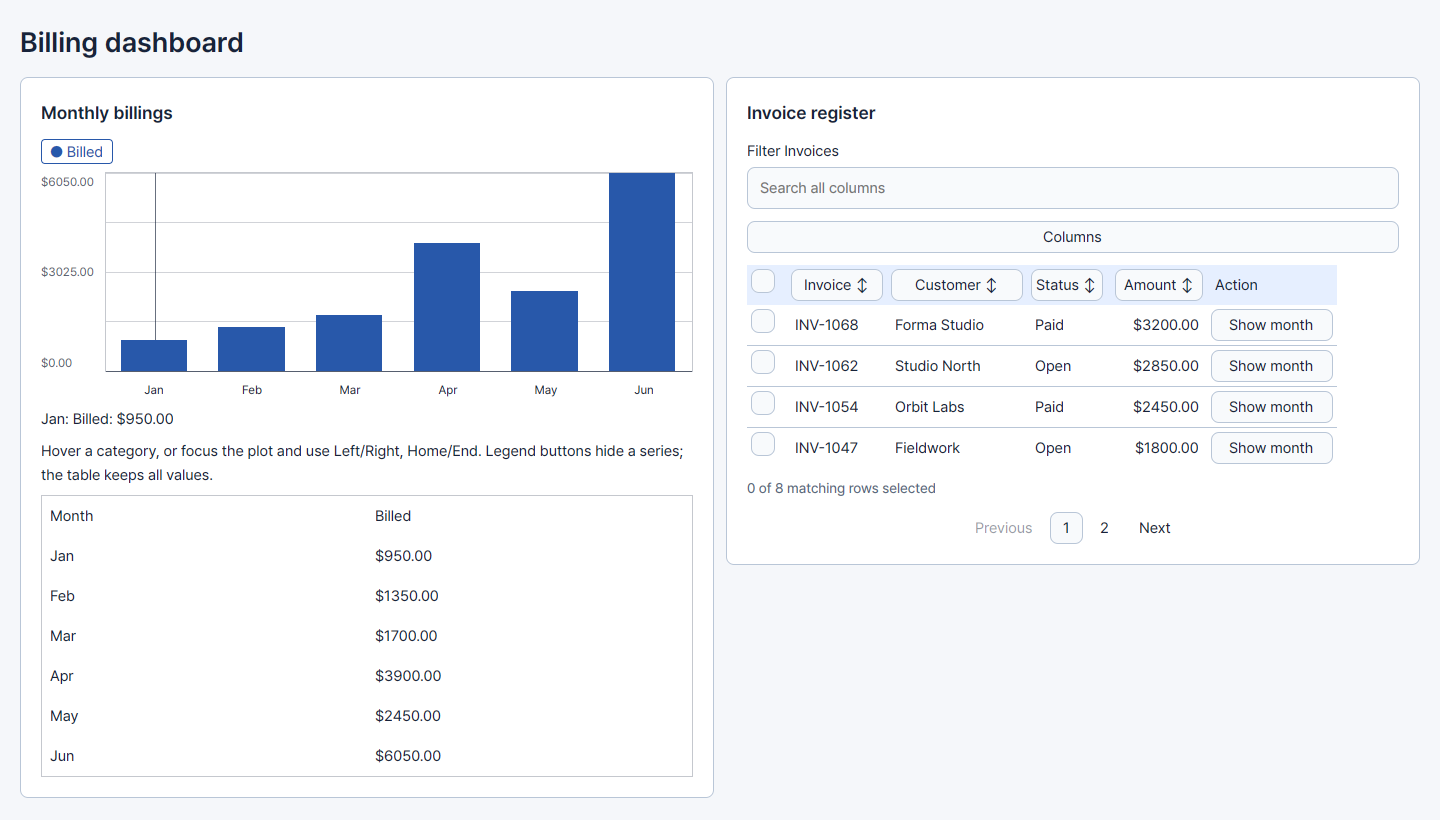 Billing dashboard
Monthly billings
Billed
$6050.00
$3025.00
$0.00
Jan Feb Mar Apr May Jun
Jan: Billed: $950.00
Hover a category, or focus the plot and use Left/Right, Home/End. Legend buttons hide a series;
the table keeps all values.
Month Billed
Jan $950.00
Feb $1350.00
Mar $1700.00
Apr $3900.00
May $2450.00
Jun $6050.00
Invoice register
Filter Invoices
Search all columns
Columns
Invoice Customer Status Amount Action
INV-1068 Forma Studio Paid $3200.00 Show month
INV-1062 Studio North Open $2850.00 Show month
INV-1054 Orbit Labs Paid $2450.00 Show month
INV-1047 Fieldwork Open $1800.00 Show month
0 of 8 matching rows selected
Previous 1 2 Next